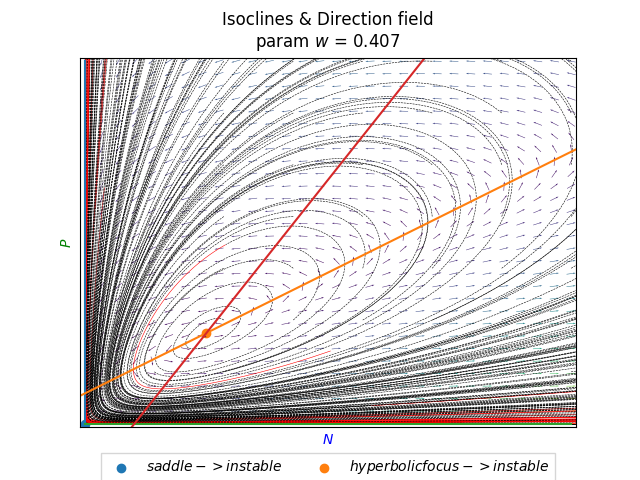 Isoclines & Direction field
param w = 0.407
P
N
saddle − > instable
hyperbolicfocus − > instable